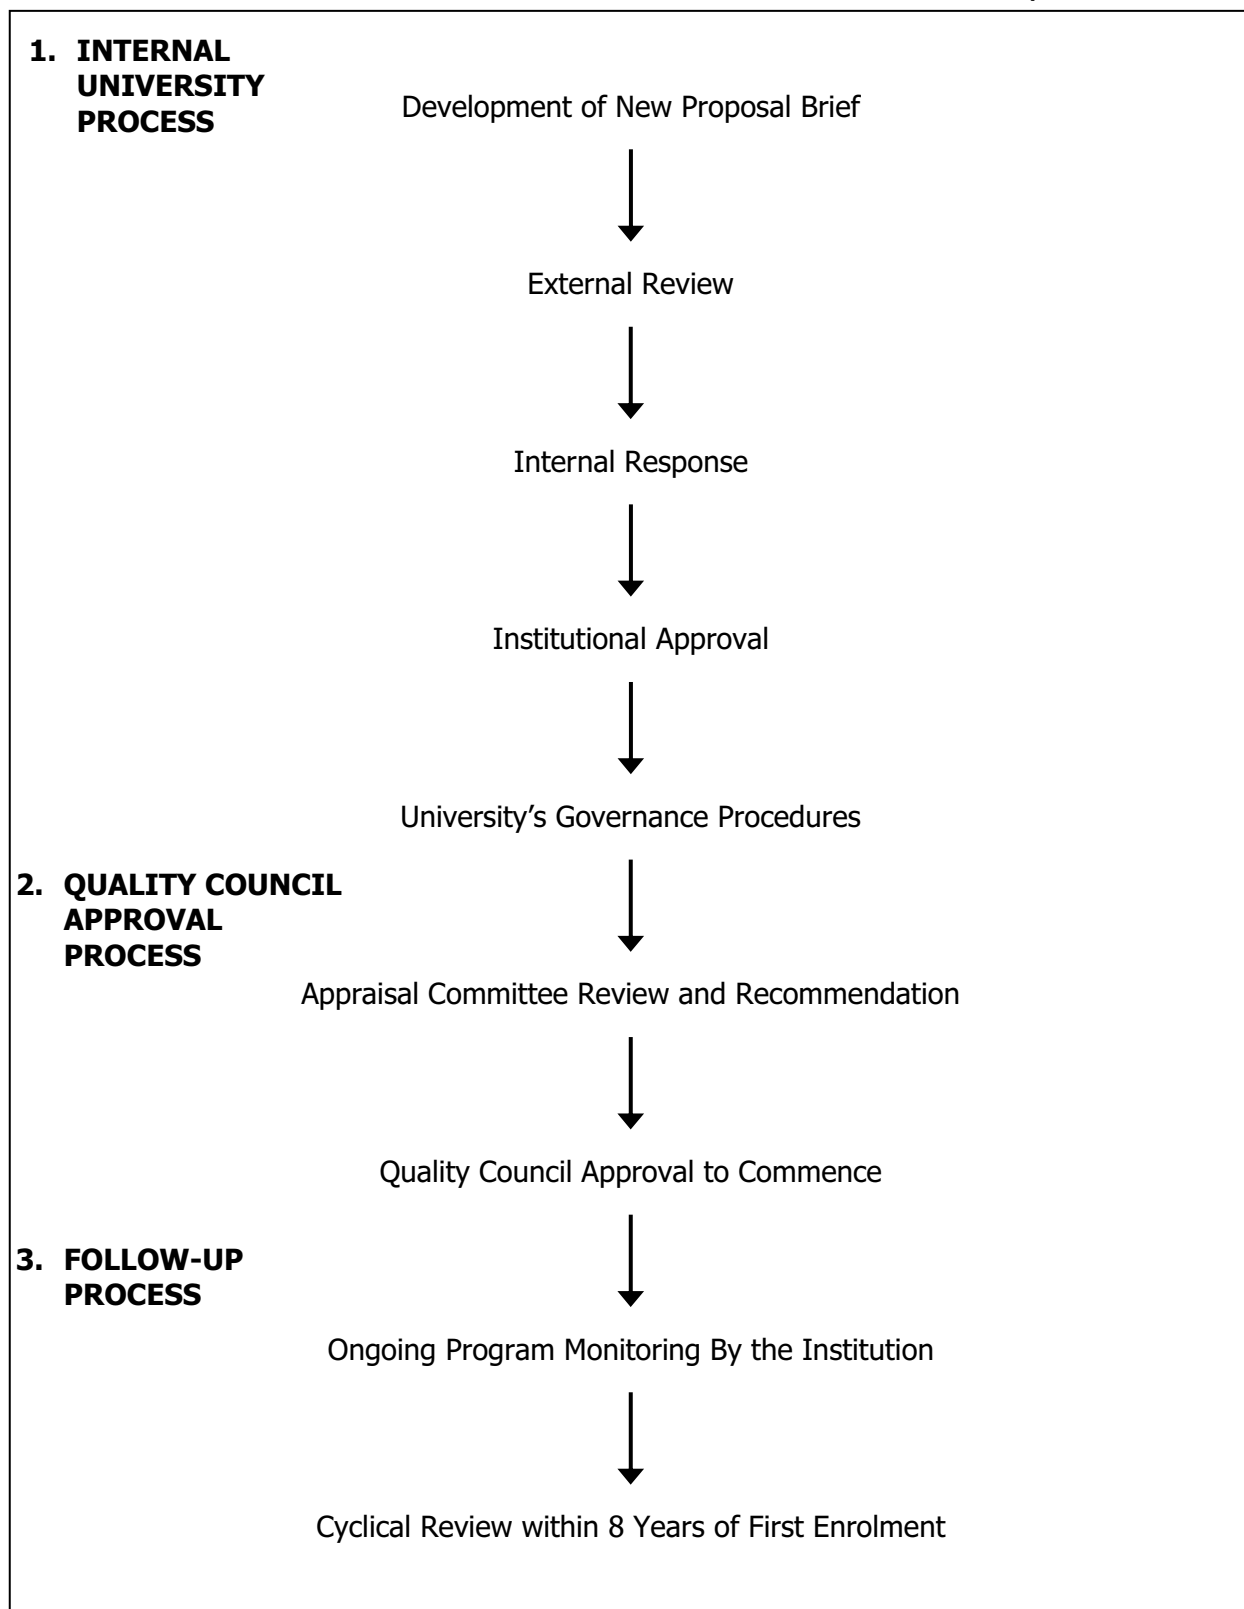 1. INTERNAL
UNIVERSITY
PROCESS
Development of New Proposal Brief
External Review
Internal Response
Institutional Approval
University’s Governance Procedures
2. QUALITY COUNCIL
APPROVAL
PROCESS
Appraisal Committee Review and Recommendation
Quality Council Approval to Commence
3. FOLLOW-UP
PROCESS
Ongoing Program Monitoring By the Institution
Cyclical Review within 8 Years of First Enrolment